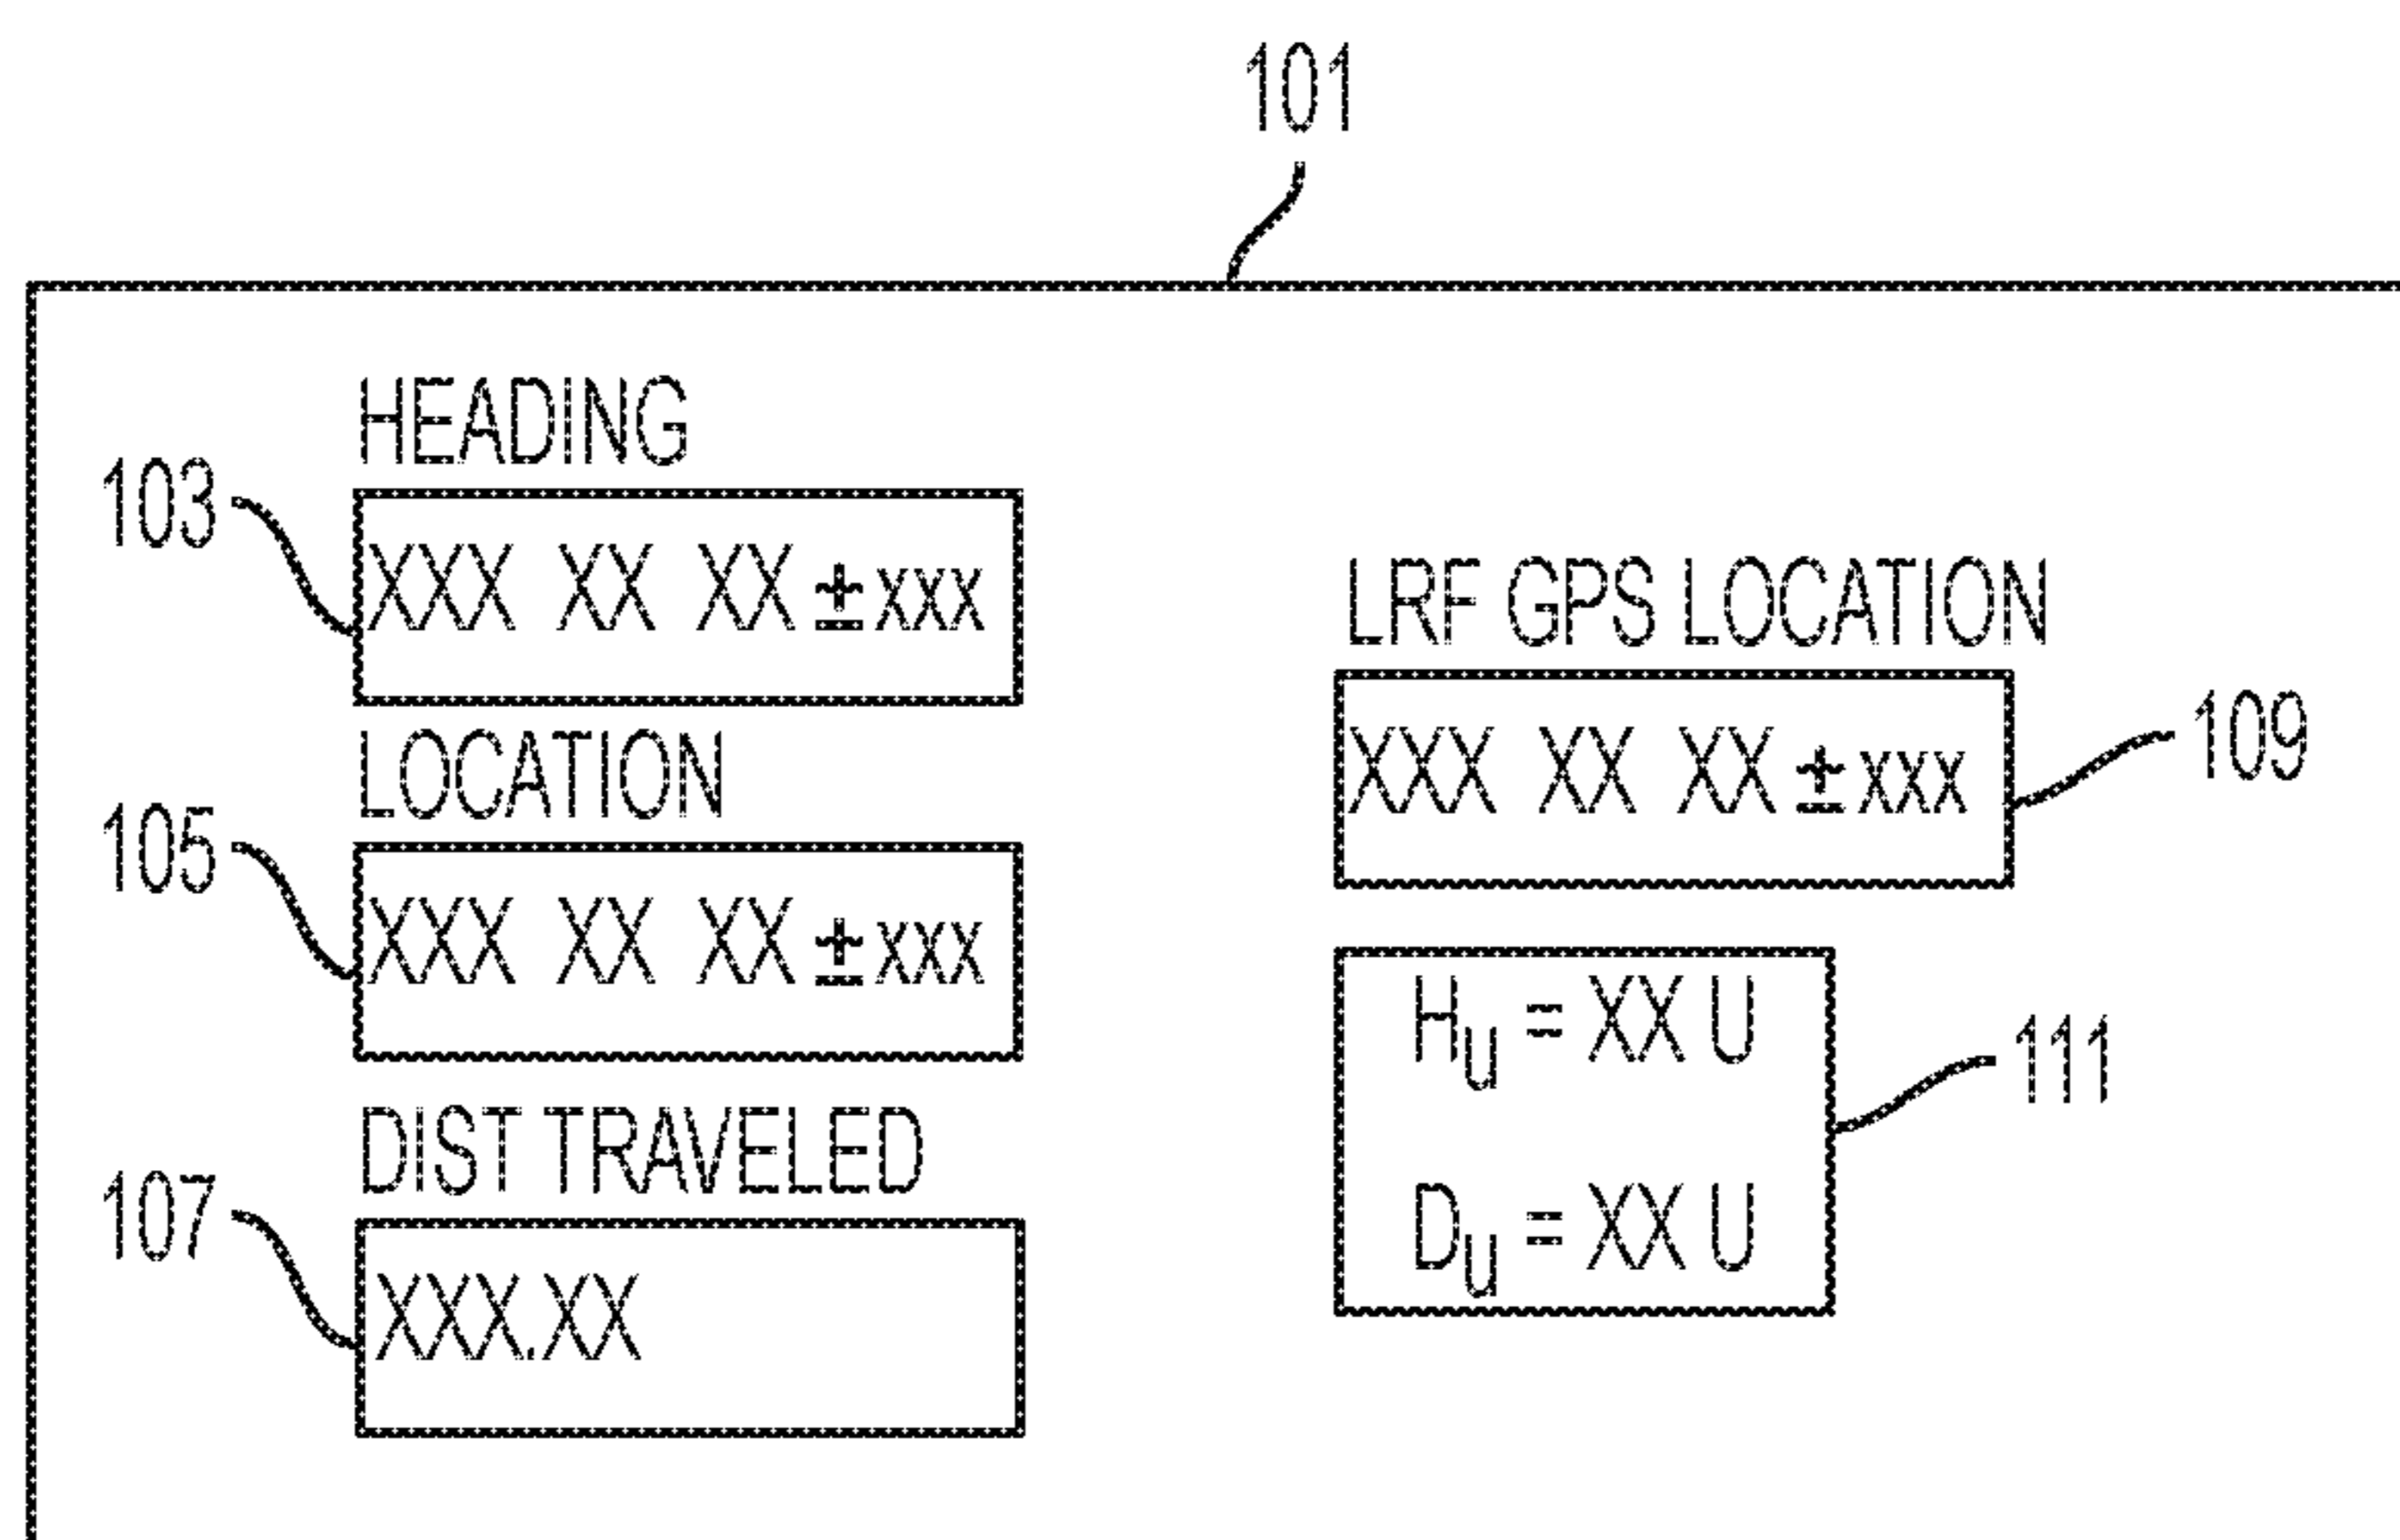 101
HEADING
103
XXX XX XX ± xxx
LOCATION
105
XXX XX XX ± xxx
DIST TRAVELED
107
XXX.XX
LRF GPS LOCATION
XXX XX XX ± xxx
109
H_U = XX U
D_U = XX U
111